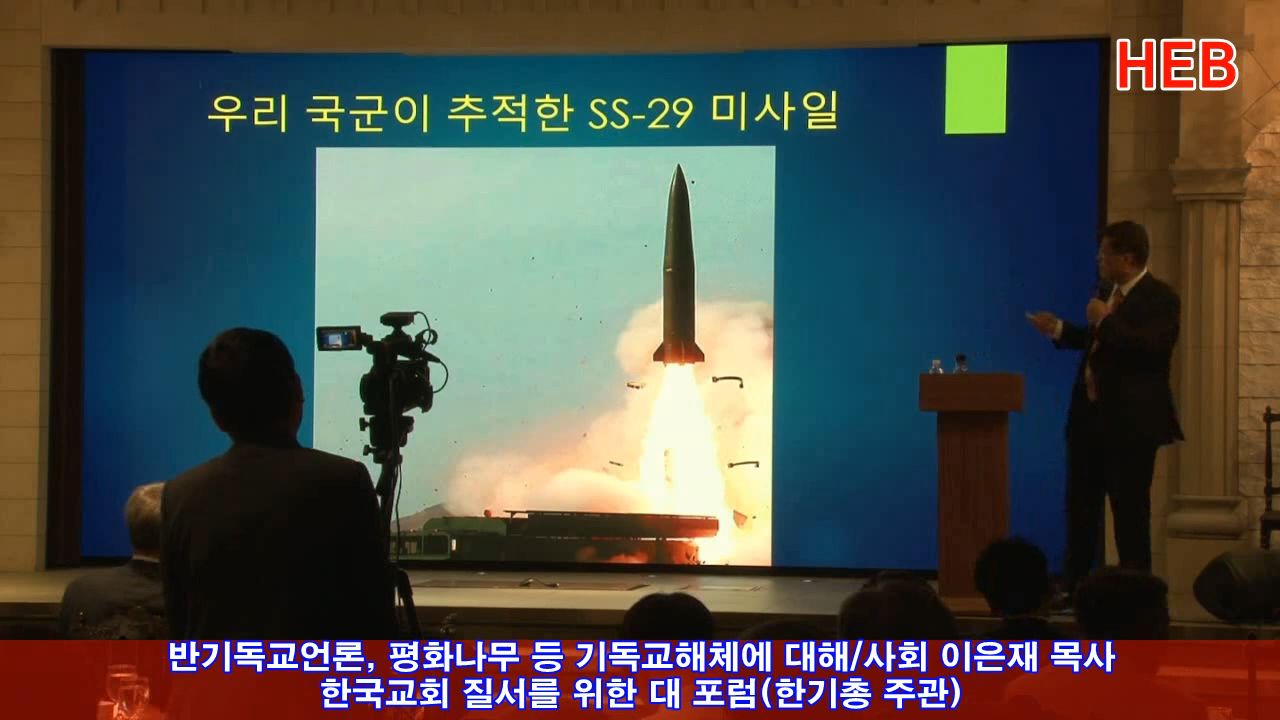 HEB
우리 국군이 추적한 SS-29 미사일
반기독교언론, 평화나무 등 기독교해체에 대해/사회 이은재 목사
한국교회 질서를 위한 대 포럼(한기총 주관)